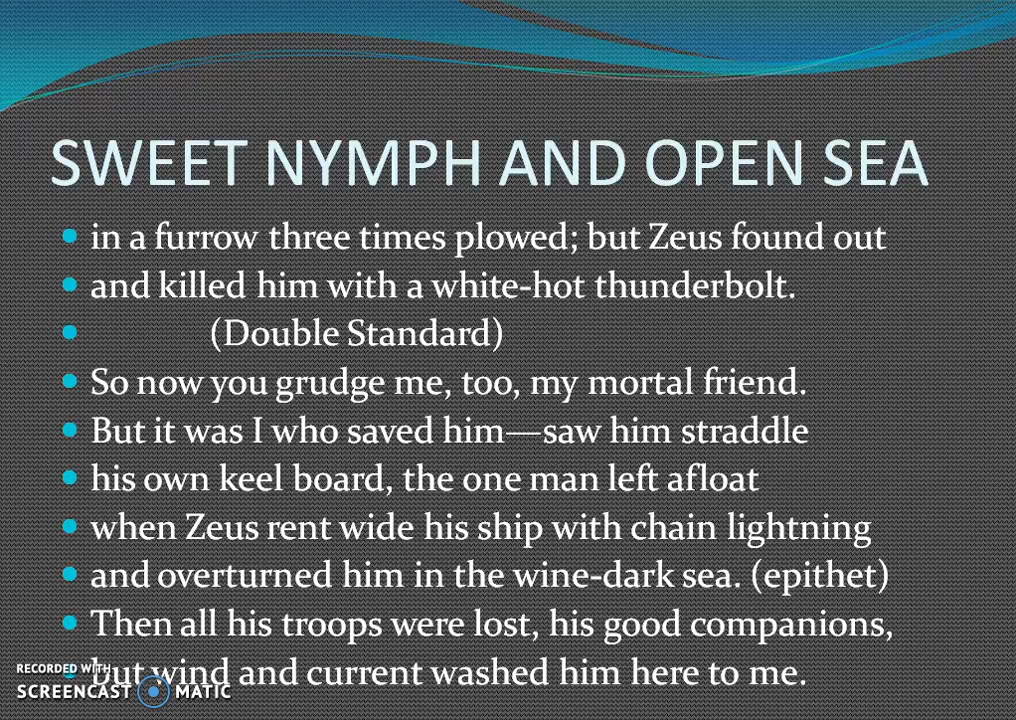 SWEET NYMPH AND OPEN SEA
in a furrow three times plowed; but Zeus found out
and killed him with a white-hot thunderbolt.
(Double Standard)
So now you grudge me, too, my mortal friend.
But it was I who saved him—saw him straddle
his own keel board, the one man left afloat
when Zeus rent wide his ship with chain lightning
and overturned him in the wine-dark sea. (epithet)
Then all his troops were lost, his good companions,
but wind and current washed him here to me.
RECORDED WITH
SCREENCAST MATIC